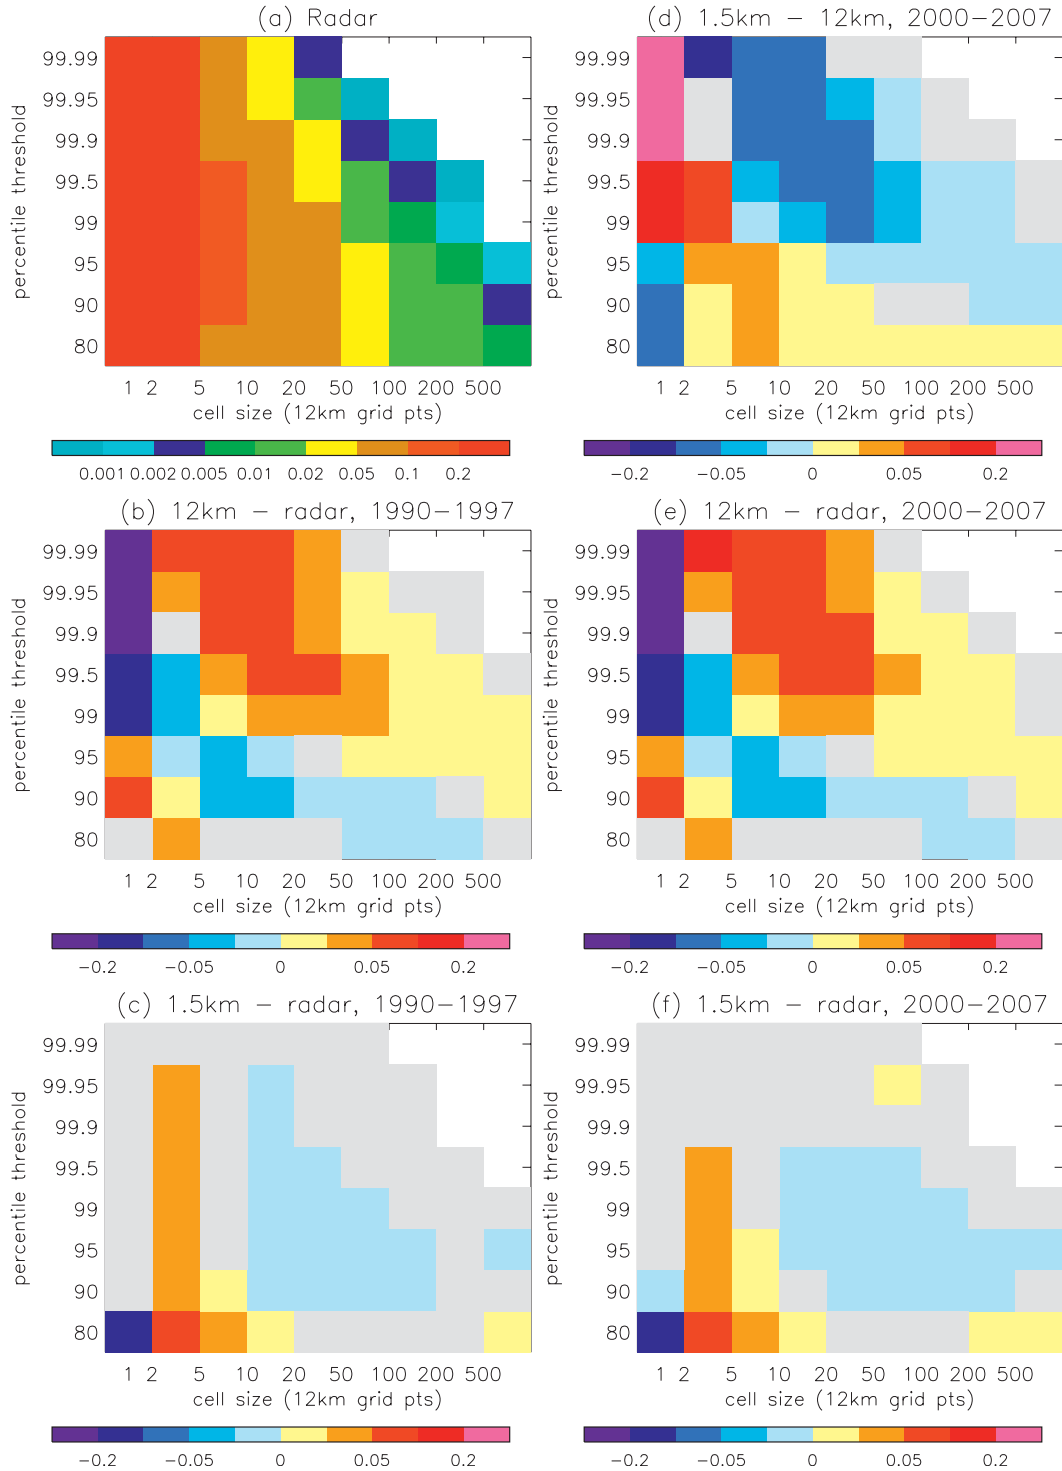 (a) Radar
percentile threshold
99.99
99.95
99.9
99.5
99
95
90
80
1 2 5 10 20 50 100 200 500
cell size (12km grid pts)
0.001 0.002 0.005 0.01 0.02 0.05 0.1 0.2
(d) 1.5km − 12km, 2000−2007
percentile threshold
99.99
99.95
99.9
99.5
99
95
90
80
1 2 5 10 20 50 100 200 500
cell size (12km grid pts)
−0.2 −0.05 0 0.05 0.2
(b) 12km − radar, 1990−1997
percentile threshold
99.99
99.95
99.9
99.5
99
95
90
80
1 2 5 10 20 50 100 200 500
cell size (12km grid pts)
−0.2 −0.05 0 0.05 0.2
(e) 12km − radar, 2000−2007
percentile threshold
99.99
99.95
99.9
99.5
99
95
90
80
1 2 5 10 20 50 100 200 500
cell size (12km grid pts)
−0.2 −0.05 0 0.05 0.2
(c) 1.5km − radar, 1990−1997
percentile threshold
99.99
99.95
99.9
99.5
99
95
90
80
1 2 5 10 20 50 100 200 500
cell size (12km grid pts)
−0.2 −0.05 0 0.05 0.2
(f) 1.5km − radar, 2000−2007
percentile threshold
99.99
99.95
99.9
99.5
99
95
90
80
1 2 5 10 20 50 100 200 500
cell size (12km grid pts)
−0.2 −0.05 0 0.05 0.2